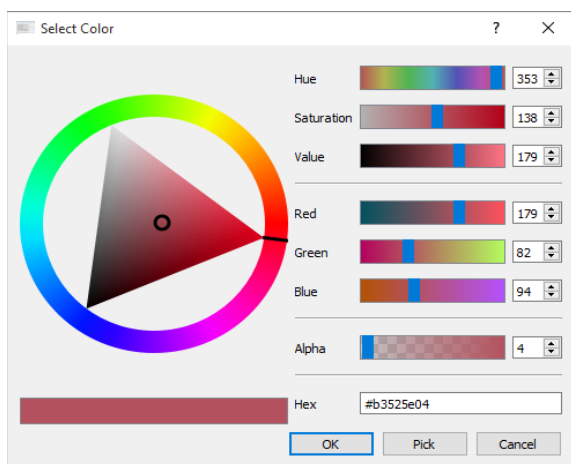 Select Color
?
Hue 353
Saturation 138
Value 179
Red 179
Green 82
Blue 94
Alpha 4
Hex #b3525e04
OK Pick Cancel